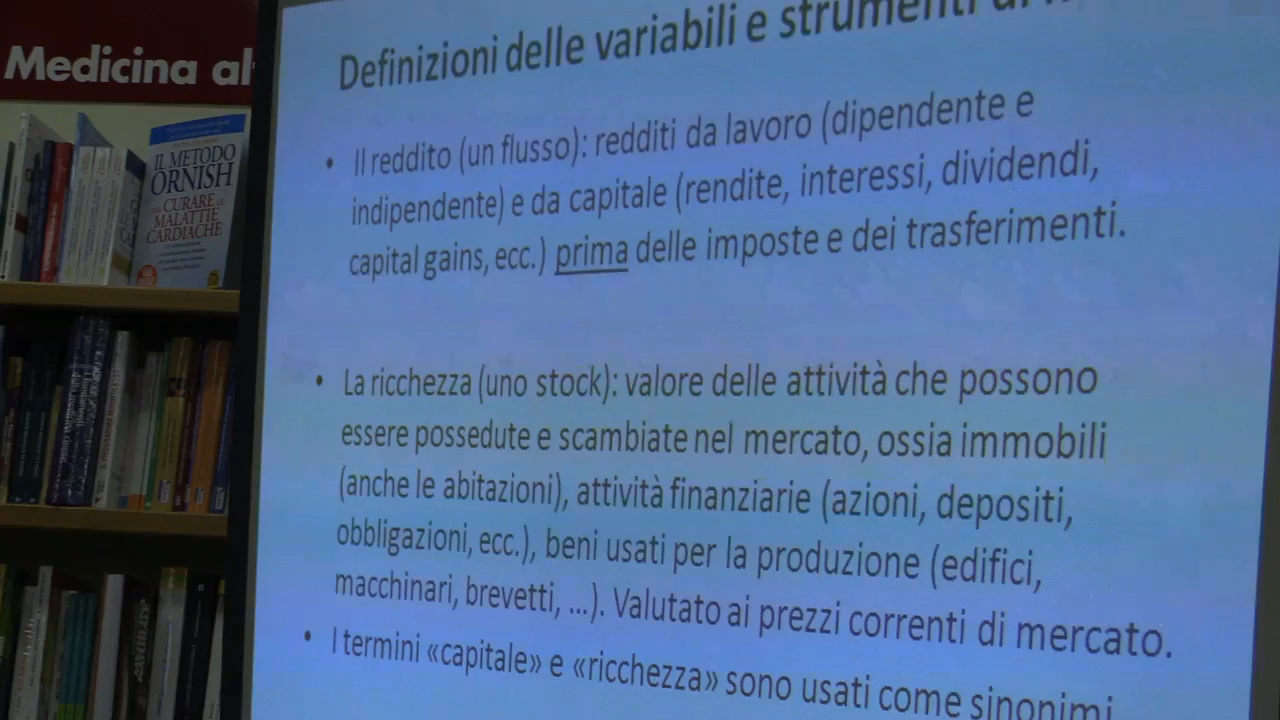 Medicina al
IL METODO
ORNISH
PER CURARE LE
MALATTIE
CARDIACHE
Definizioni delle variabili e strumenti di
• Il reddito (un flusso): redditi da lavoro (dipendente e
indipendente) e da capitale (rendite, interessi, dividendi,
capital gains, ecc.) prima delle imposte e dei trasferimenti.
• La ricchezza (uno stock): valore delle attività che possono
essere possedute e scambiate nel mercato, ossia immobili
(anche le abitazioni), attività finanziarie (azioni, depositi,
obbligazioni, ecc.), beni usati per la produzione (edifici,
macchinari, brevetti, ...). Valutato ai prezzi correnti di mercato.
• I termini «capitale» e «ricchezza» sono usati come sinonimi